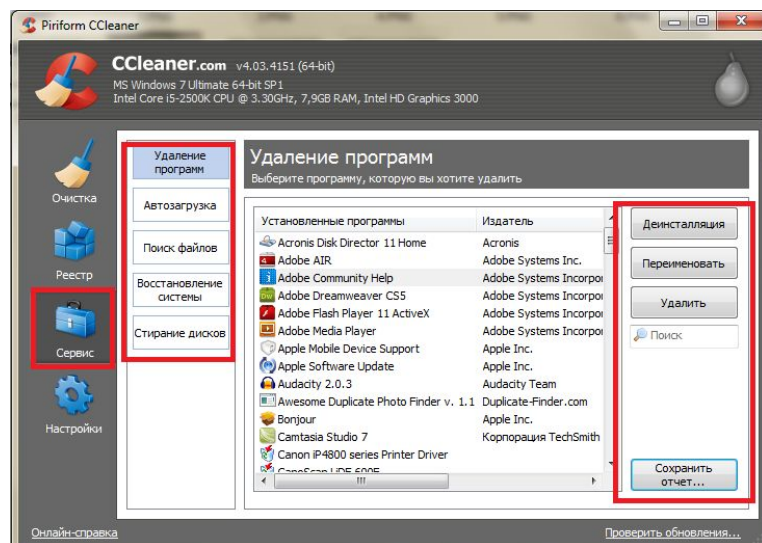 Piriform CCleaner
CCleaner.com v4.03.4151 (64-bit)
MS Windows 7 Ultimate 64-bit SP1
Intel Core i5-2500K CPU @ 3.30GHz, 7,9GB RAM, Intel HD Graphics 3000
Очистка
Реестр
Сервис
Настройки
Удаление
программ
Автозагрузка
Поиск файлов
Восстановление
системы
Стирание дисков
Удаление программ
Выберите программу, которую вы хотите удалить
Установленные программы Издатель
Acronis Disk Director 11 Home Acronis
Adobe AIR Adobe Systems Inc.
Adobe Community Help Adobe Systems Incorpor
Adobe Dreamweaver CS5 Adobe Systems Incorpor
Adobe Flash Player 11 ActiveX Adobe Systems Incorpor
Adobe Media Player Adobe Systems Incorpor
Apple Mobile Device Support Apple Inc.
Apple Software Update Apple Inc.
Audacity 2.0.3 Audacity Team
Awesome Duplicate Photo Finder v. 1.1 Duplicate-Finder.com
Bonjour Apple Inc.
Camtasia Studio 7 Корпорация TechSmith
Canon iP4800 series Printer Driver
CanoScan LiDE 600F
Деинсталляция
Переименовать
Удалить
Поиск
Сохранить
отчет...
Онлайн-справка
Проверить обновления...